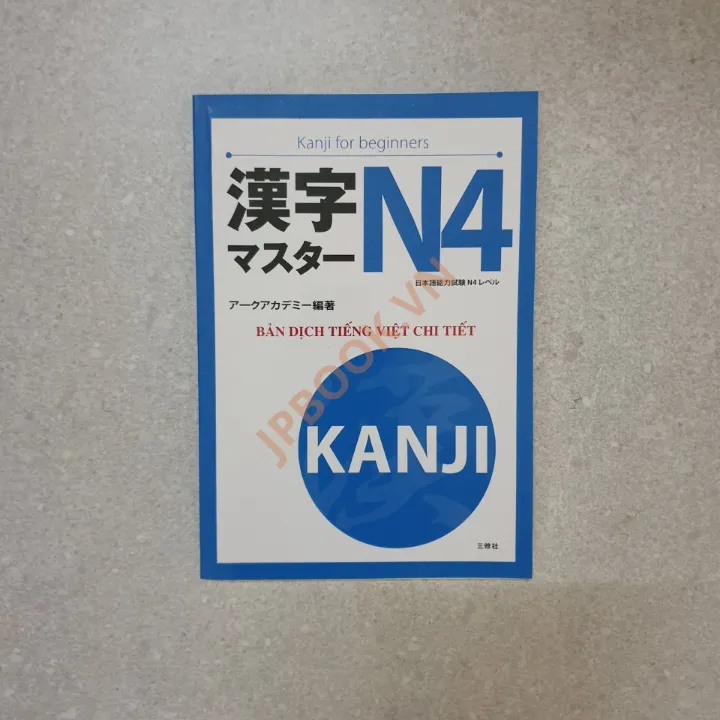 Kanji for beginners
漢字
マスター
N4
日本語能力試験 N4 レベル
アークアカデミー編著
BẢN DỊCH TIẾNG VIỆT CHI TIẾT
KANJI
三修社
JPBOOK.VN